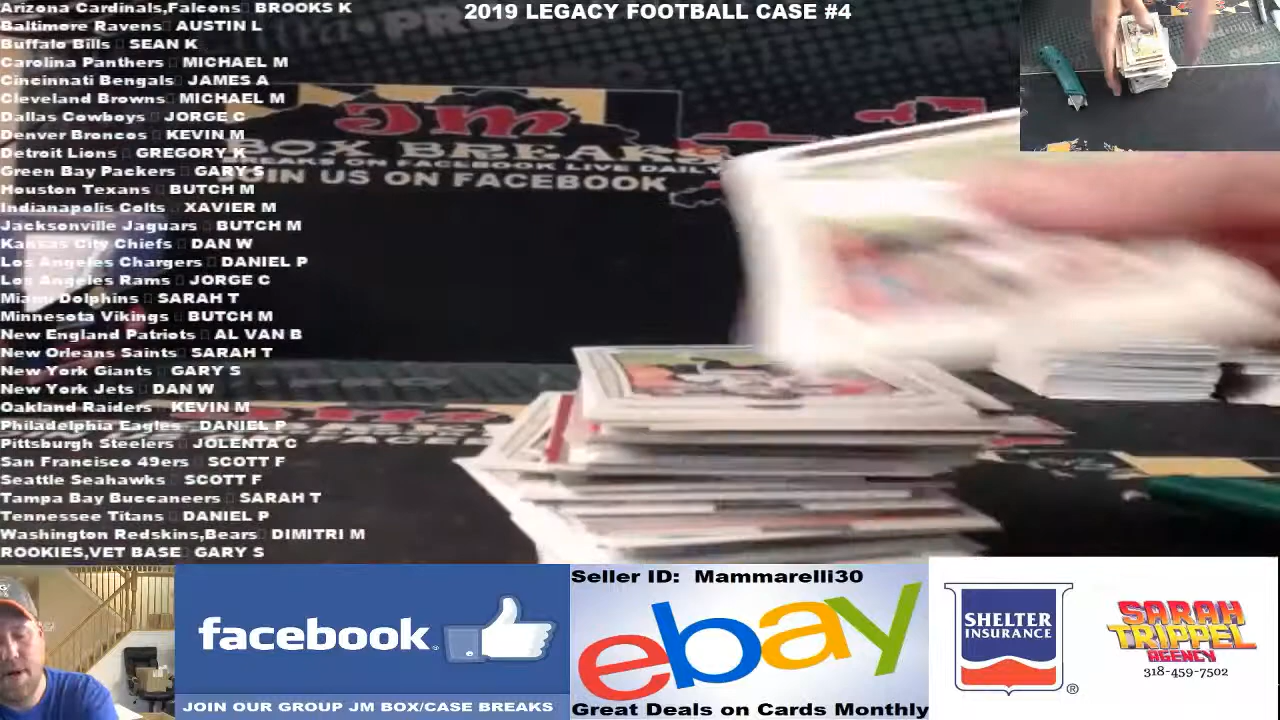 2019 LEGACY FOOTBALL CASE #4
Arizona Cardinals,Falcons BROOKS K
Baltimore Ravens AUSTIN L
Buffalo Bills SEAN K
Carolina Panthers MICHAEL M
Cincinnati Bengals JAMES A
Cleveland Browns MICHAEL M
Dallas Cowboys JORGE C
Denver Broncos KEVIN M
Detroit Lions GREGORY K
Green Bay Packers GARY S
Houston Texans BUTCH M
Indianapolis Colts XAVIER M
Jacksonville Jaguars BUTCH M
Kansas City Chiefs DAN W
Los Angeles Chargers DANIEL P
Los Angeles Rams JORGE C
Miami Dolphins SARAH T
Minnesota Vikings BUTCH M
New England Patriots AL VAN B
New Orleans Saints SARAH T
New York Giants GARY S
New York Jets DAN W
Oakland Raiders KEVIN M
Philadelphia Eagles DANIEL P
Pittsburgh Steelers JOLENTA C
San Francisco 49ers SCOTT F
Seattle Seahawks SCOTT F
Tampa Bay Buccaneers SARAH T
Tennessee Titans DANIEL P
Washington Redskins,Bears DIMITRI M
ROOKIES,VET BASE GARY S
JM
BOX BREAKS
BREAKS ON FACEBOOK LIVE DAILY
JOIN US ON FACEBOOK
facebook
JOIN OUR GROUP JM BOX/CASE BREAKS
Seller ID: Mammarelli30
ebay
Great Deals on Cards Monthly
SHELTER
INSURANCE
®
SARAH
TRIPPEL
AGENCY
318-459-7502